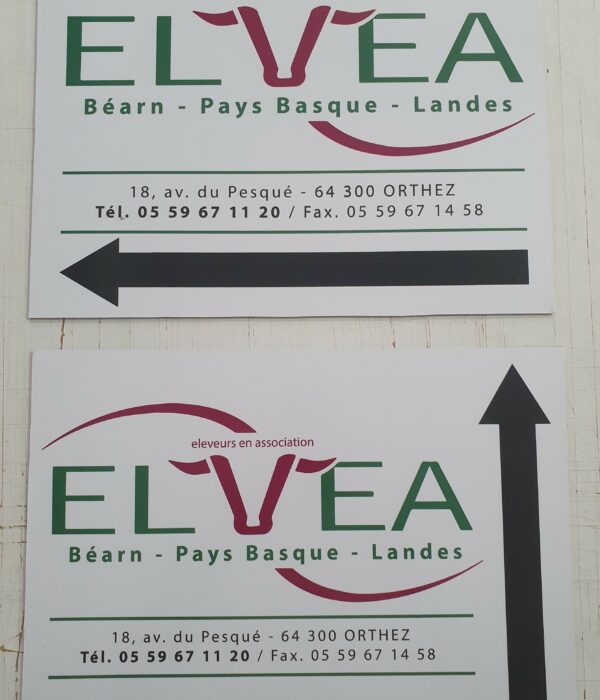 ELVEA
Béarn - Pays Basque - Landes
18, av. du Pesqué - 64 300 ORTHEZ
Tél. 05 59 67 11 20 / Fax. 05 59 67 14 58
eleveurs en association
ELVEA
Béarn - Pays Basque - Landes
18, av. du Pesqué - 64 300 ORTHEZ
Tél. 05 59 67 11 20 / Fax. 05 59 67 14 58